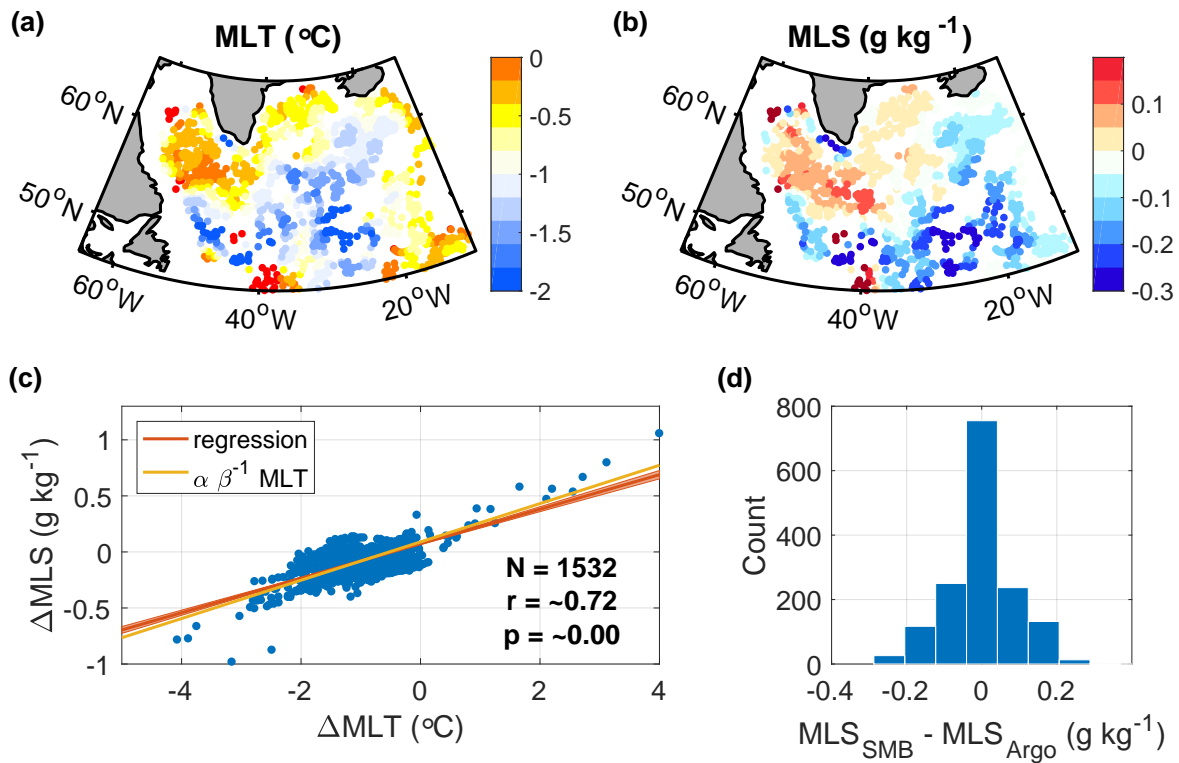 (a)
MLT (°C)
60°N
50°N
60°W
40°W
20°W
0
-0.5
-1
-1.5
-2
(b)
MLS (g kg⁻¹)
60°N
50°N
60°W
40°W
20°W
0.1
0
-0.1
-0.2
-0.3
(c)
regression
α β⁻¹ MLT
1
0.5
0
-0.5
-1
ΔMLS (g kg⁻¹)
N = 1532
r = ~0.72
p = ~0.00
-4
-2
0
2
4
ΔMLT (°C)
(d)
800
600
400
200
0
Count
-0.4
-0.2
0
0.2
MLS_SMB - MLS_Argo (g kg⁻¹)